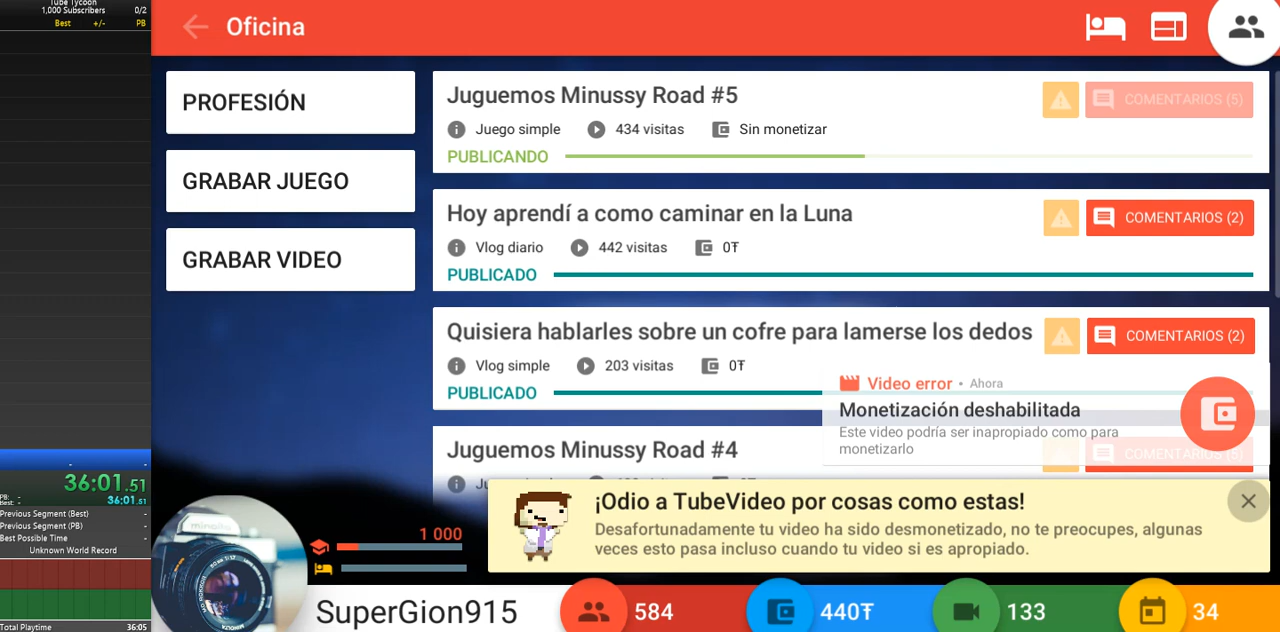 Tube Tycoon
1,000 Subscribers 0/2
Best +/- PB
Oficina
PROFESIÓN
GRABAR JUEGO
GRABAR VIDEO
Juguemos Minussy Road #5
COMENTARIOS (5)
Juego simple 434 visitas Sin monetizar
PUBLICANDO
Hoy aprendí a como caminar en la Luna
COMENTARIOS (2)
Vlog diario 442 visitas 0₮
PUBLICADO
Quisiera hablarles sobre un cofre para lamerse los dedos
COMENTARIOS (2)
Vlog simple 203 visitas 0₮
PUBLICADO
Video error • Ahora
Monetización deshabilitada
Este video podría ser inapropiado como para
monetizarlo
Juguemos Minussy Road #4
COMENTARIOS (5)
¡Odio a TubeVideo por cosas como estas!
Desafortunadamente tu video ha sido desmonetizado, no te preocupes, algunas
veces esto pasa incluso cuando tu video si es apropiado.
- -
36:01.51
PB: -
Best: - 36:01.51
Previous Segment (Best) -
Previous Segment (PB) -
Best Possible Time -
Unknown World Record
Total Playtime 36:05
minolta
1 000
SuperGion915
584
440₮
133
34